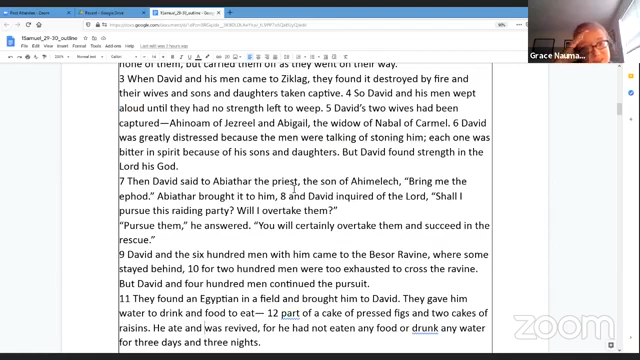 1Samuel_29-30_outline
Grace Nauma...
none of them, but carried them off as they went on their way.
3 When David and his men came to Ziklag, they found it destroyed by fire and
their wives and sons and daughters taken captive. 4 So David and his men wept
aloud until they had no strength left to weep. 5 David’s two wives had been
captured—Ahinoam of Jezreel and Abigail, the widow of Nabal of Carmel. 6 David
was greatly distressed because the men were talking of stoning him; each one was
bitter in spirit because of his sons and daughters. But David found strength in the
Lord his God.
7 Then David said to Abiathar the priest, the son of Ahimelech, “Bring me the
ephod.” Abiathar brought it to him, 8 and David inquired of the Lord, “Shall I
pursue this raiding party? Will I overtake them?”
“Pursue them,” he answered. “You will certainly overtake them and succeed in the
rescue.”
9 David and the six hundred men with him came to the Besor Ravine, where some
stayed behind, 10 for two hundred men were too exhausted to cross the ravine.
But David and four hundred men continued the pursuit.
11 They found an Egyptian in a field and brought him to David. They gave him
water to drink and food to eat— 12 part of a cake of pressed figs and two cakes of
raisins. He ate and was revived, for he had not eaten any food or drunk any water
for three days and three nights.
zoom